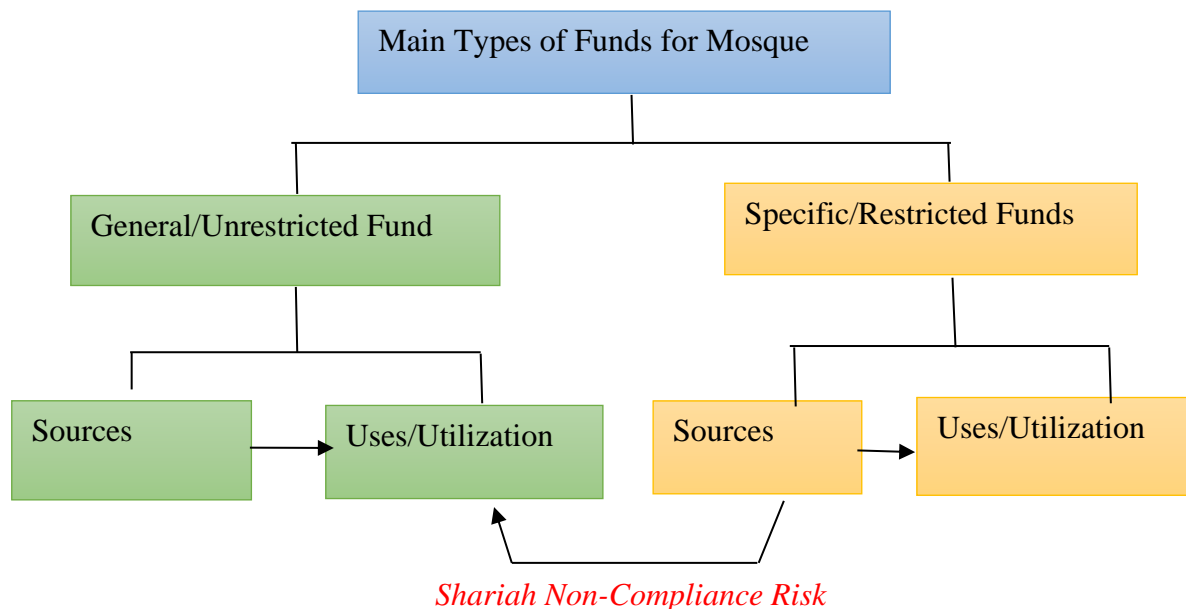 Main Types of Funds for Mosque
General/Unrestricted Fund
Specific/Restricted Funds
Sources
Uses/Utilization
Sources
Uses/Utilization
Shariah Non-Compliance Risk